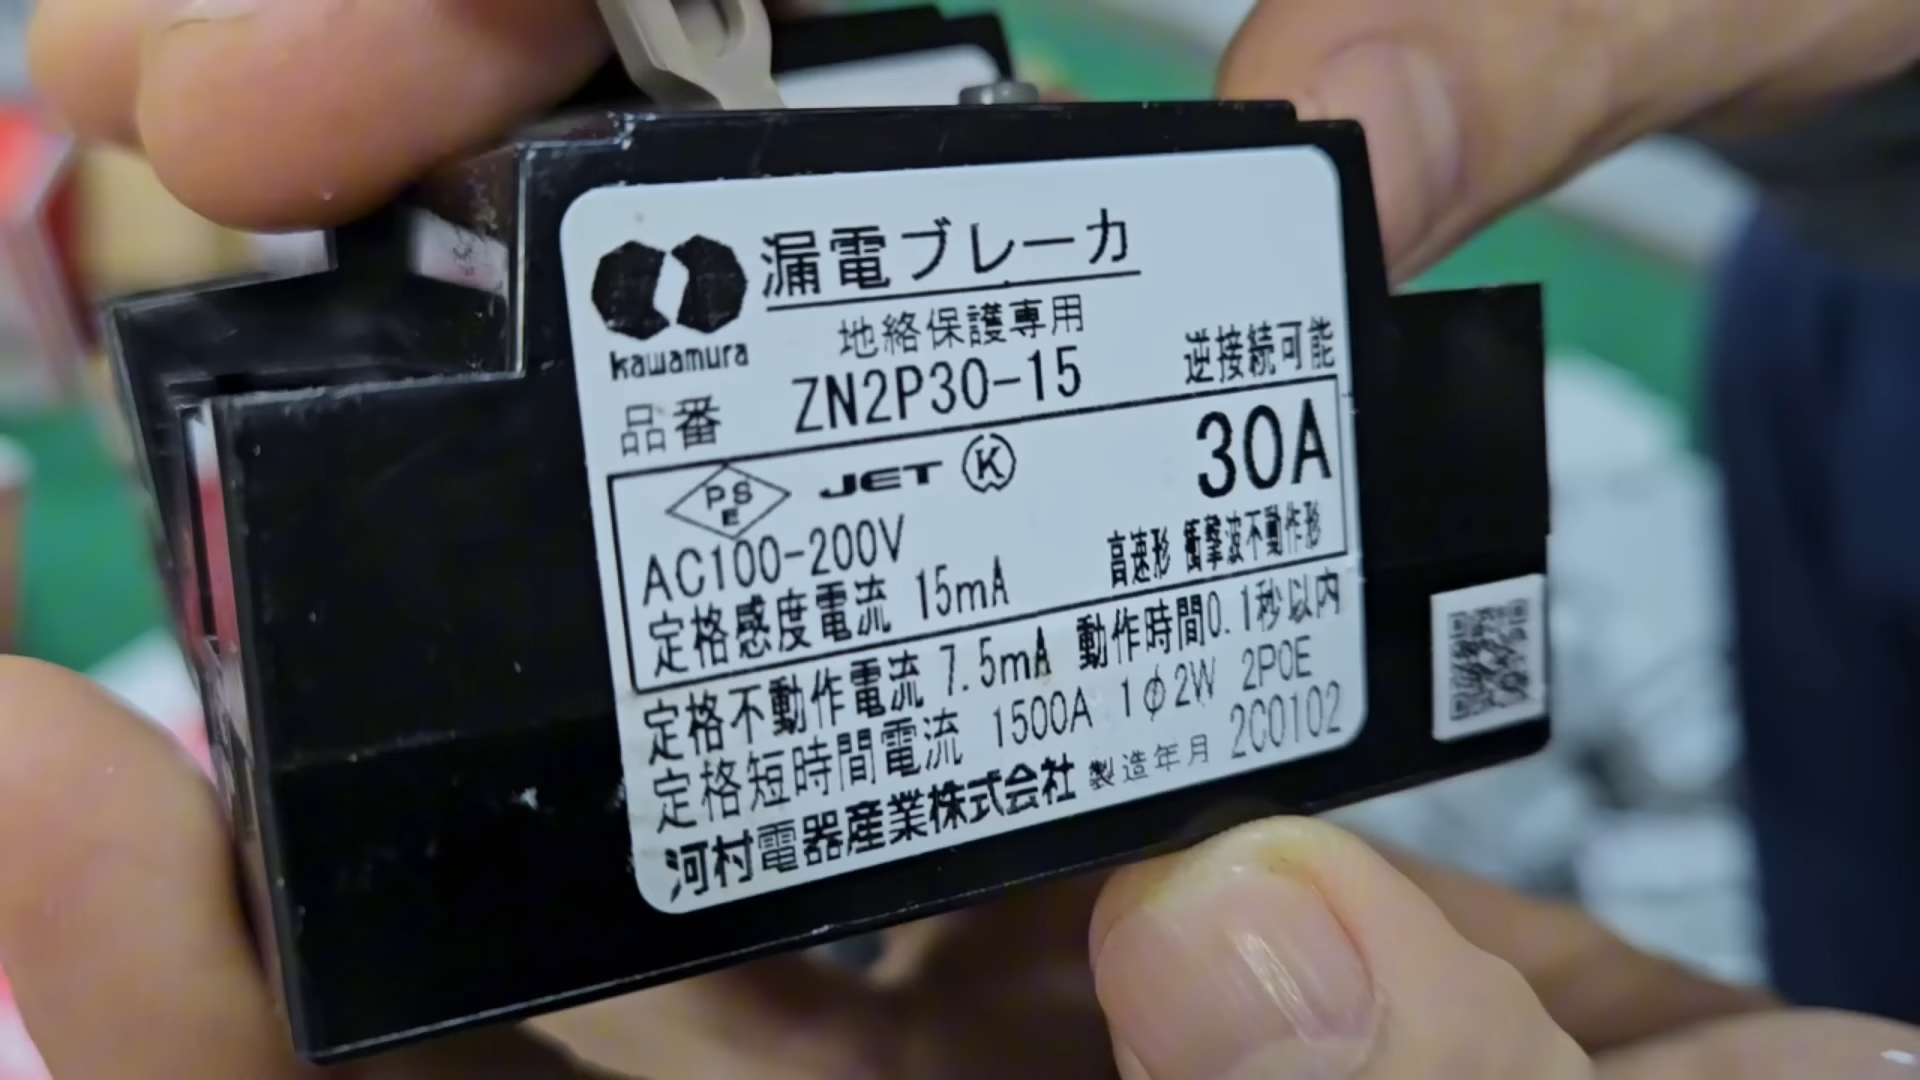 漏電ブレーカ
kawamura
地絡保護専用
逆接続可能
品番 ZN2P30-15
PSE JET K 30A
AC100-200V 高速形 衝撃波不動作形
定格感度電流 15mA
定格不動作電流 7.5mA 動作時間0.1秒以内
定格短時間電流 1500A 1φ2W 2P0E
河村電器産業株式会社 製造年月 2C0102